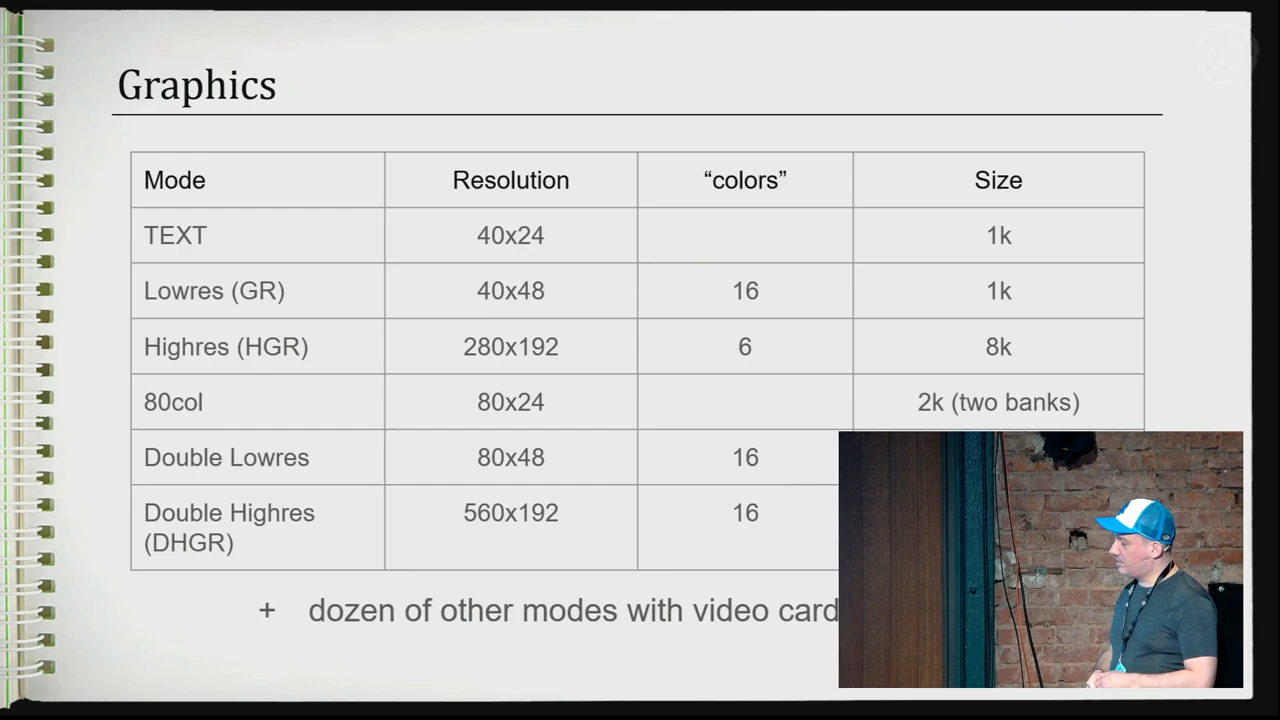 Graphics
Mode Resolution “colors” Size
TEXT 40x24 1k
Lowres (GR) 40x48 16 1k
Highres (HGR) 280x192 6 8k
80col 80x24 2k (two banks)
Double Lowres 80x48 16
Double Highres 560x192 16
(DHGR)
+ dozen of other modes with video card